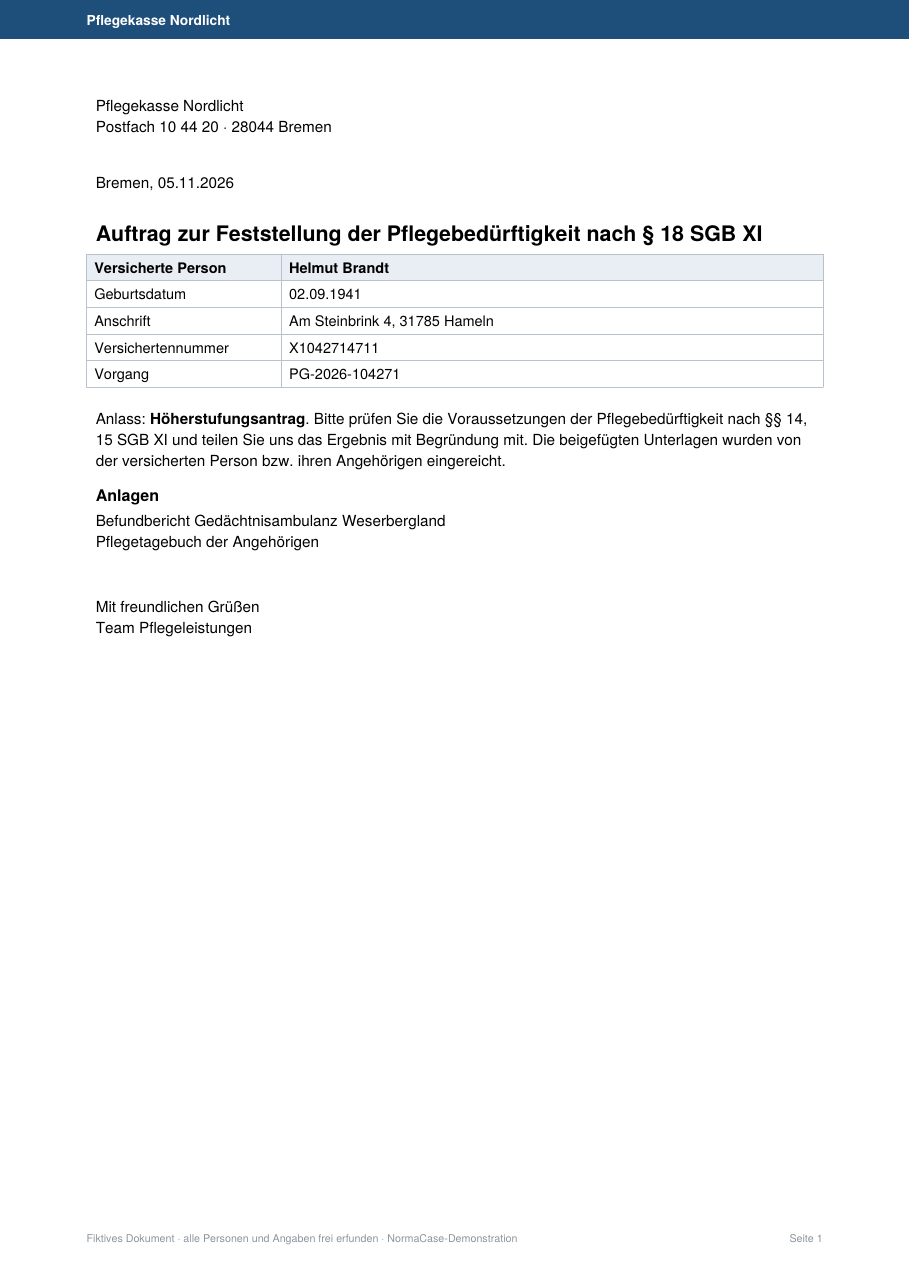 Pflegekasse Nordlicht
Pflegekasse Nordlicht
Postfach 10 44 20 · 28044 Bremen
Bremen, 05.11.2026
Auftrag zur Feststellung der Pflegebedürftigkeit nach § 18 SGB XI
Versicherte Person Helmut Brandt
Geburtsdatum 02.09.1941
Anschrift Am Steinbrink 4, 31785 Hameln
Versichertennummer X1042714711
Vorgang PG-2026-104271
Anlass: Höherstufungsantrag. Bitte prüfen Sie die Voraussetzungen der Pflegebedürftigkeit nach §§ 14,
15 SGB XI und teilen Sie uns das Ergebnis mit Begründung mit. Die beigefügten Unterlagen wurden von
der versicherten Person bzw. ihren Angehörigen eingereicht.
Anlagen
Befundbericht Gedächtnisambulanz Weserbergland
Pflegetagebuch der Angehörigen
Mit freundlichen Grüßen
Team Pflegeleistungen
Fiktives Dokument · alle Personen und Angaben frei erfunden · NormaCase-Demonstration Seite 1